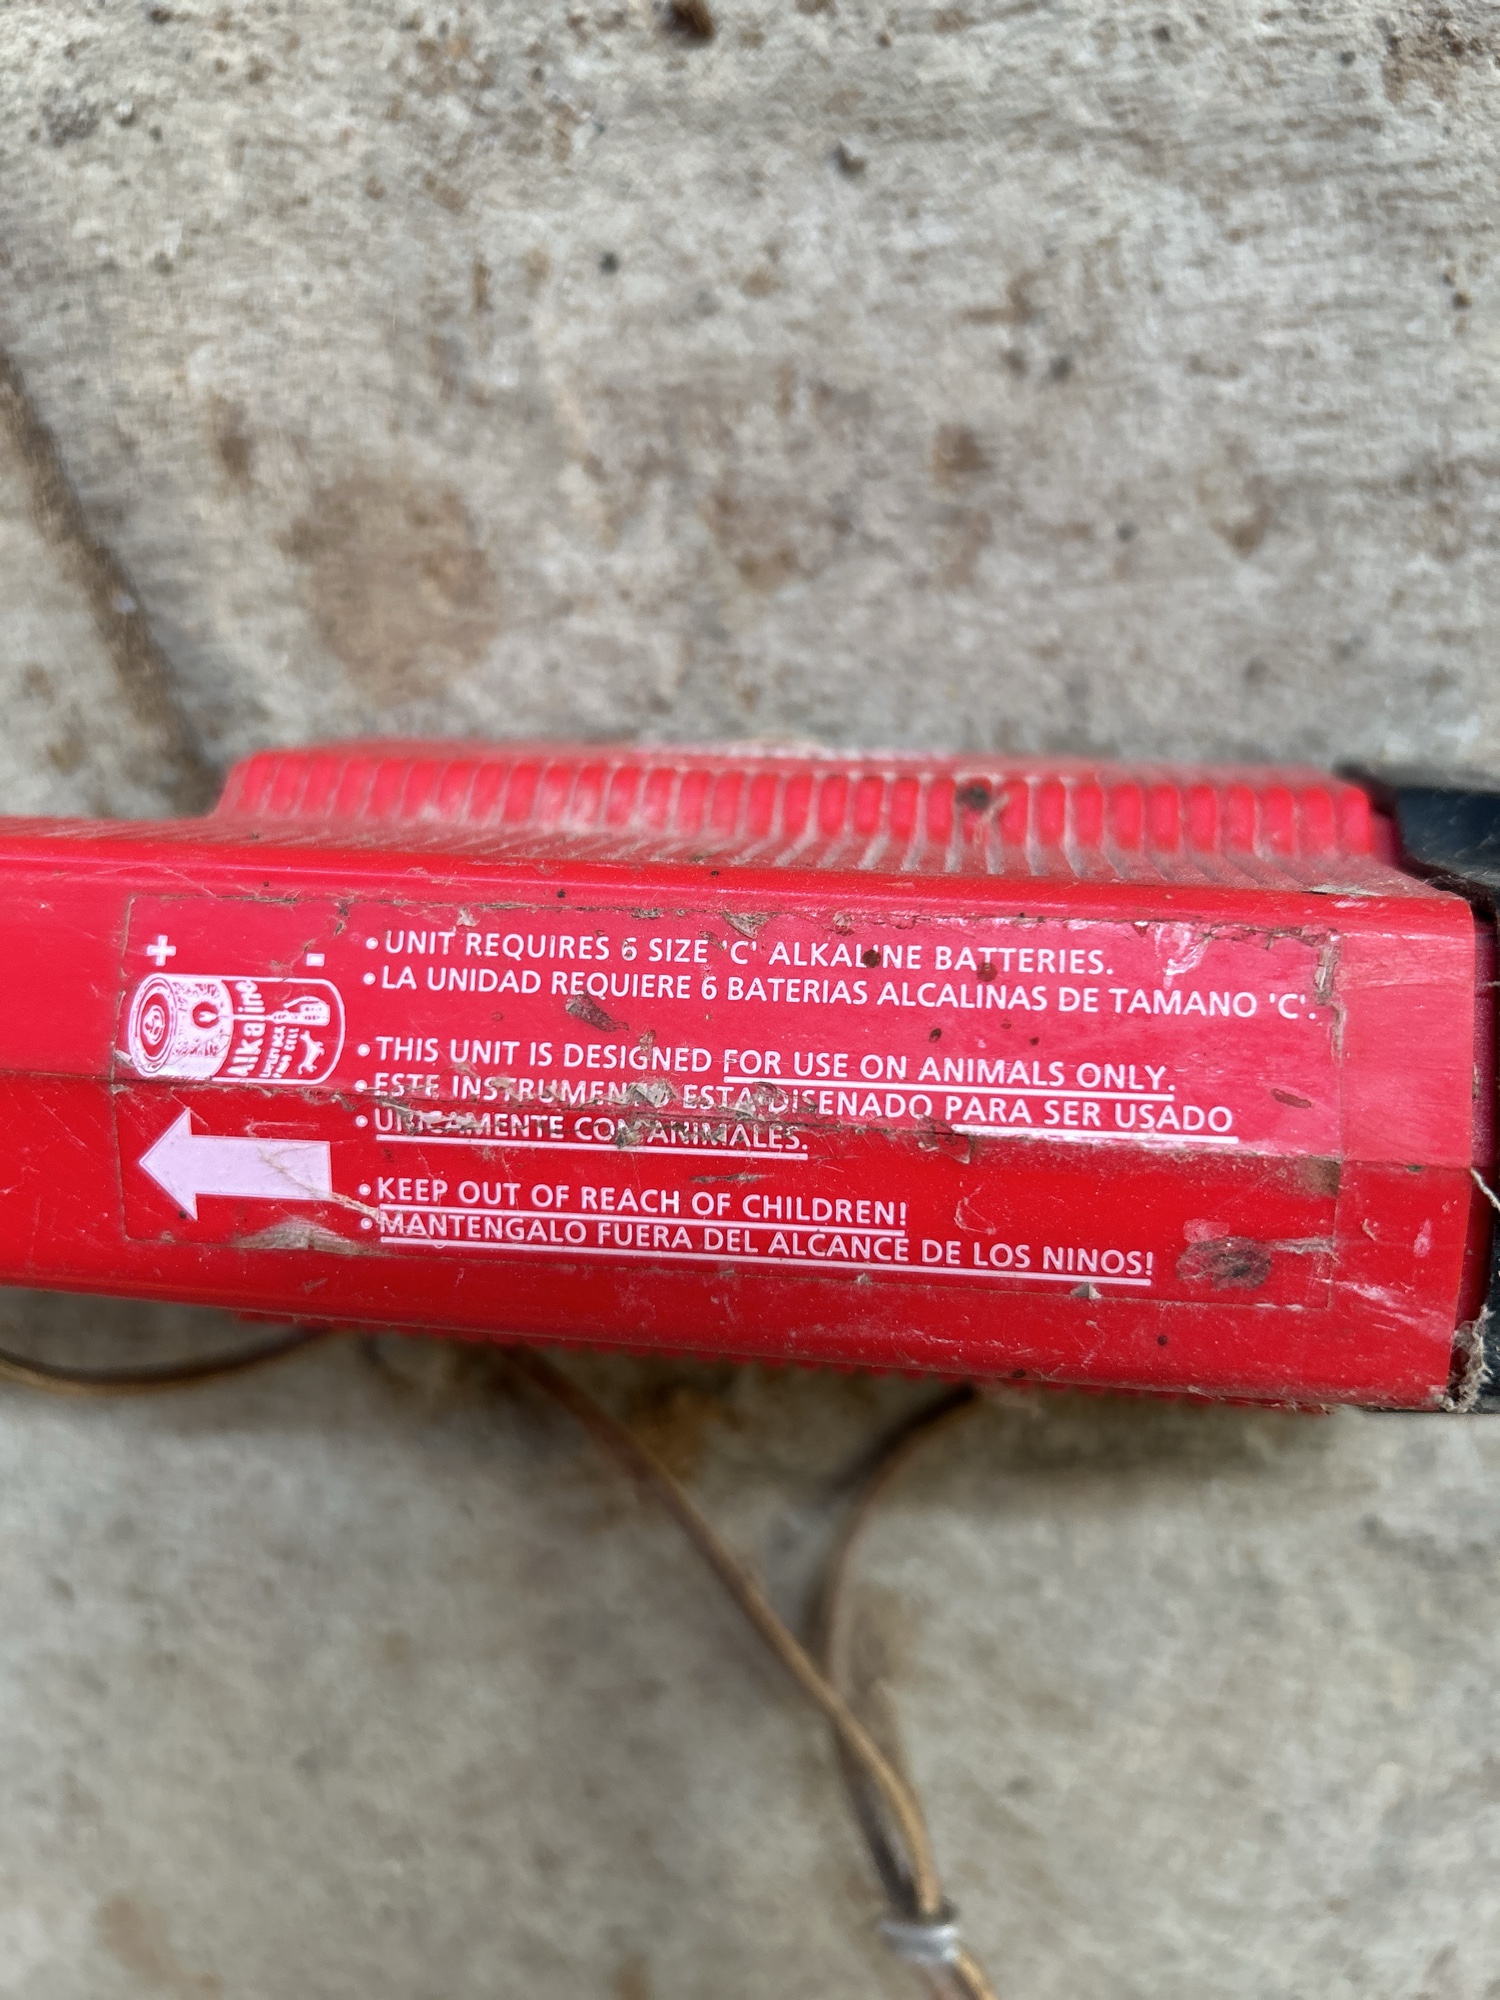 + -
Alkaline
• UNIT REQUIRES 6 SIZE 'C' ALKALINE BATTERIES.
• LA UNIDAD REQUIERE 6 BATERIAS ALCALINAS DE TAMANO 'C'.
• THIS UNIT IS DESIGNED FOR USE ON ANIMALS ONLY.
• ESTE INSTRUMENTO ESTA DISENADO PARA SER USADO
• UNICAMENTE CON ANIMALES.
• KEEP OUT OF REACH OF CHILDREN!
• MANTENGALO FUERA DEL ALCANCE DE LOS NINOS!